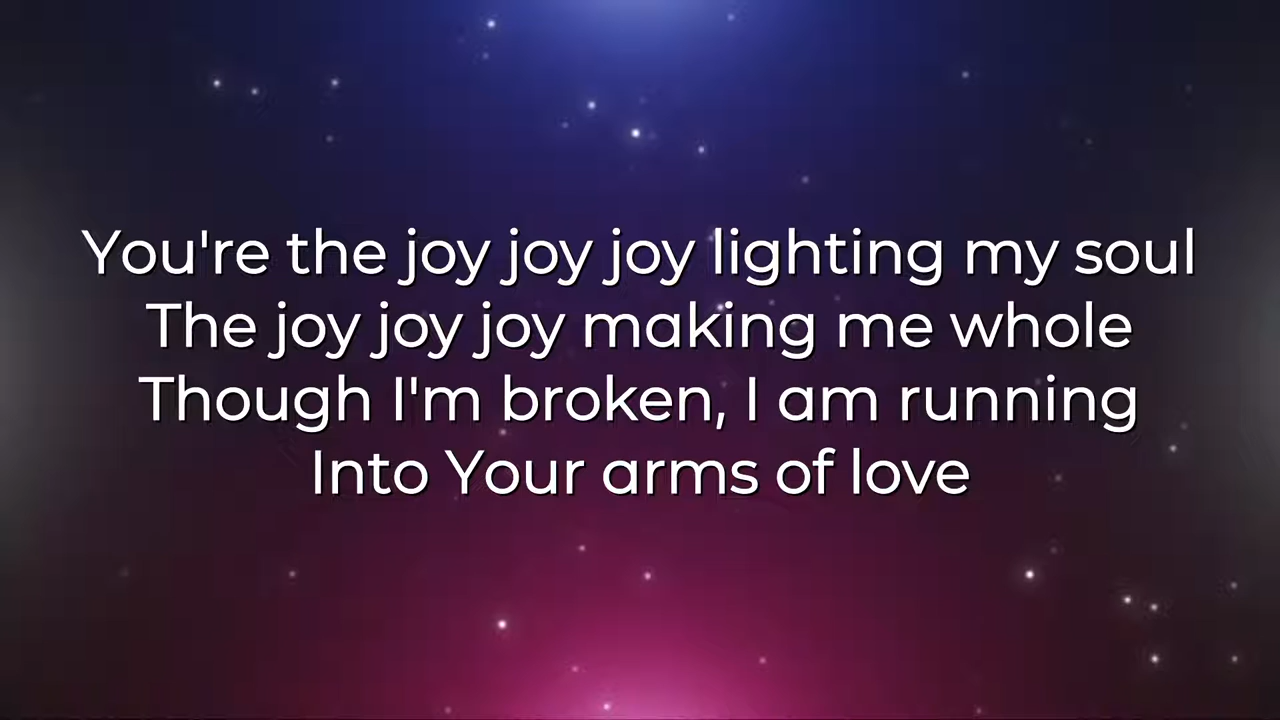 You're the joy joy joy lighting my soul
The joy joy joy making me whole
Though I'm broken, I am running
Into Your arms of love